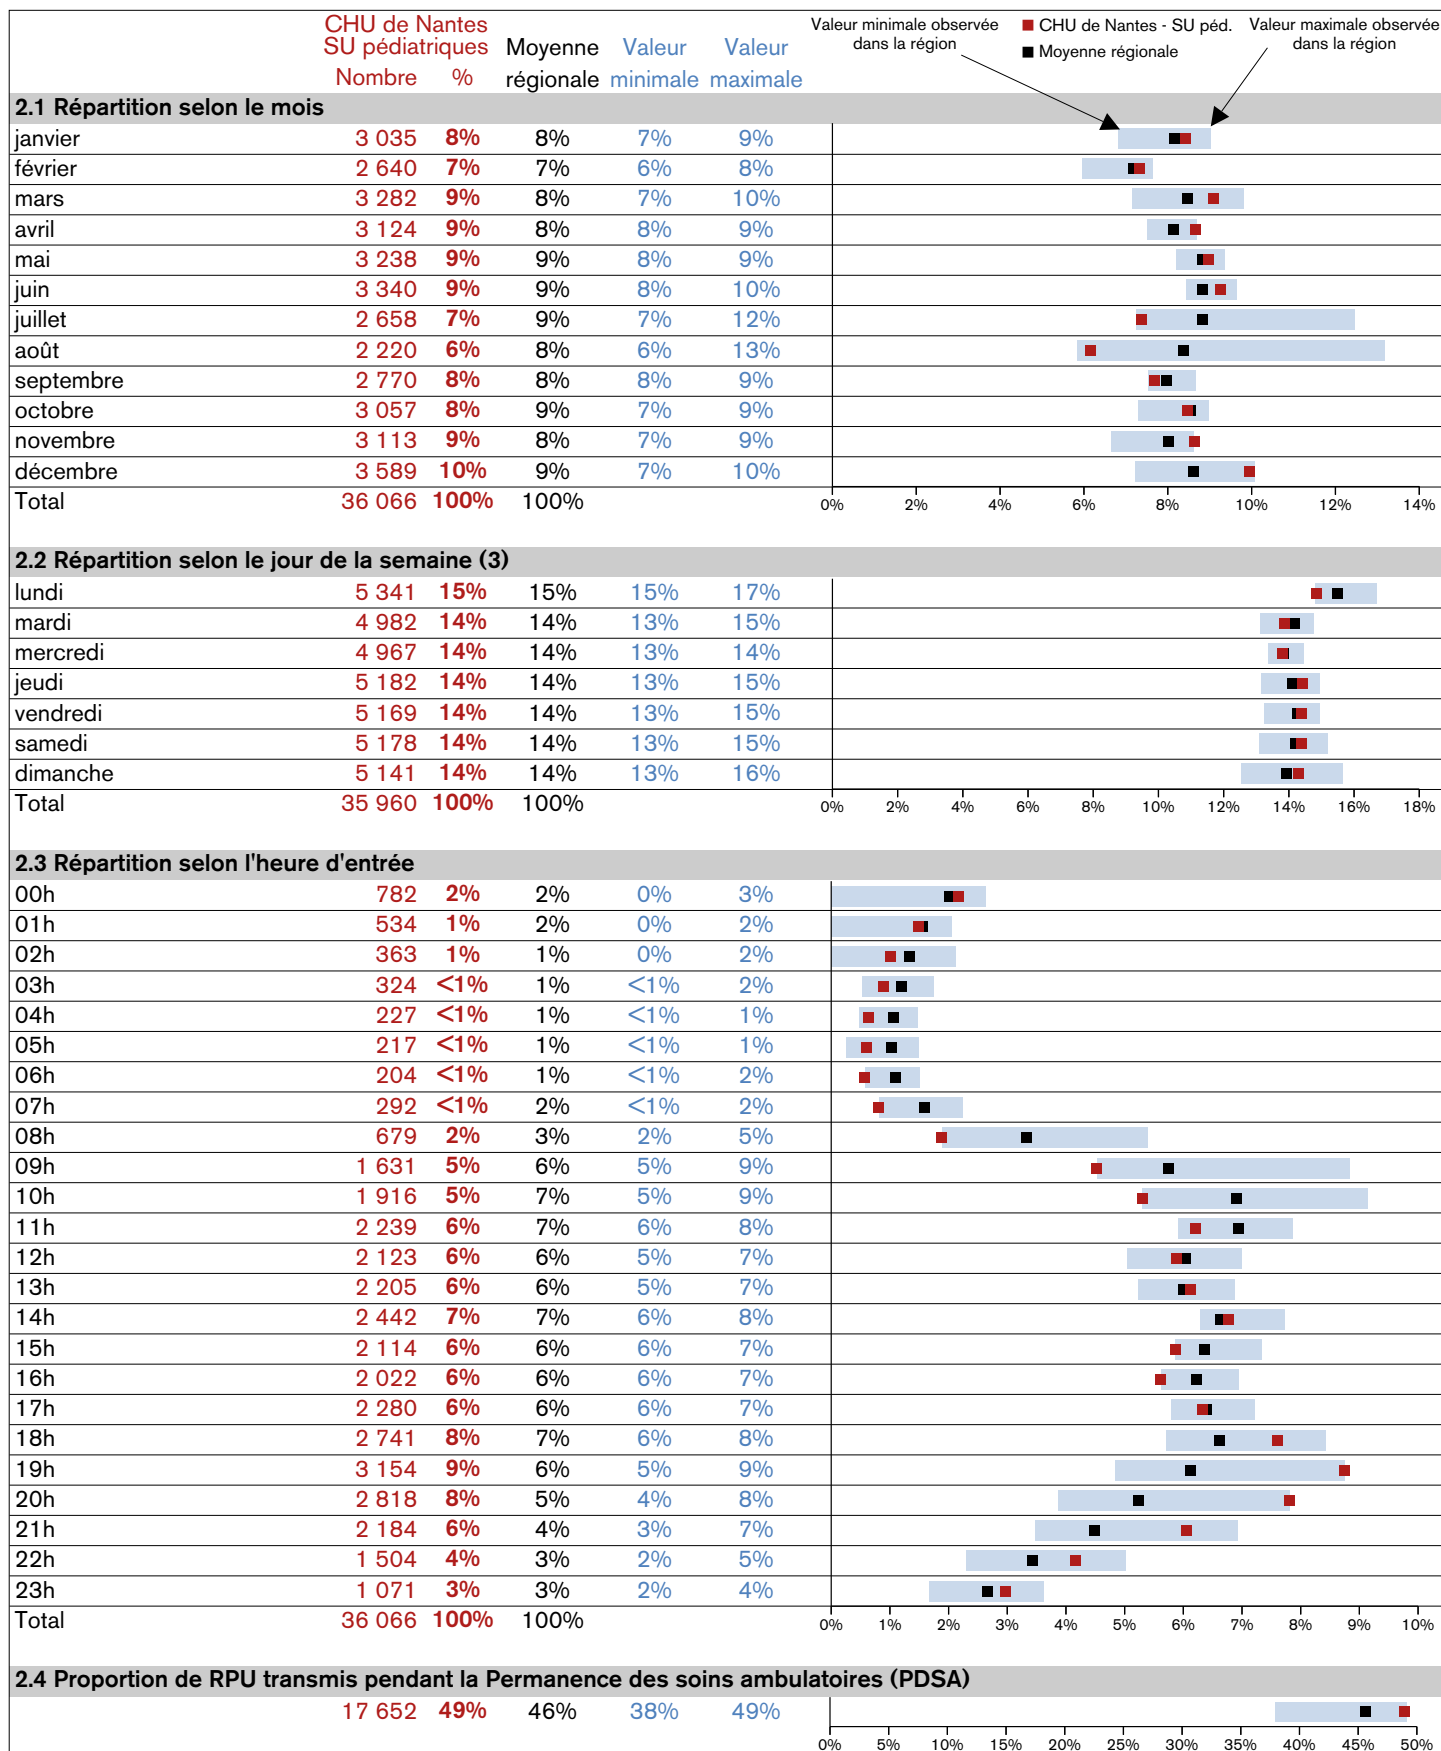 CHU de Nantes
SU pédiatriques Moyenne Valeur Valeur
Nombre % régionale minimale maximale
Valeur minimale observée dans la région
CHU de Nantes - SU péd.
Moyenne régionale
Valeur maximale observée dans la région
2.1 Répartition selon le mois
janvier 3 035 8% 8% 7% 9%
février 2 640 7% 7% 6% 8%
mars 3 282 9% 8% 7% 10%
avril 3 124 9% 8% 8% 9%
mai 3 238 9% 9% 8% 9%
juin 3 340 9% 9% 8% 10%
juillet 2 658 7% 9% 7% 12%
août 2 220 6% 8% 6% 13%
septembre 2 770 8% 8% 8% 9%
octobre 3 057 8% 9% 7% 9%
novembre 3 113 9% 8% 7% 9%
décembre 3 589 10% 9% 7% 10%
Total 36 066 100% 100%
0% 2% 4% 6% 8% 10% 12% 14%
2.2 Répartition selon le jour de la semaine (3)
lundi 5 341 15% 15% 15% 17%
mardi 4 982 14% 14% 13% 15%
mercredi 4 967 14% 14% 13% 14%
jeudi 5 182 14% 14% 13% 15%
vendredi 5 169 14% 14% 13% 15%
samedi 5 178 14% 14% 13% 15%
dimanche 5 141 14% 14% 13% 16%
Total 35 960 100% 100%
0% 2% 4% 6% 8% 10% 12% 14% 16% 18%
2.3 Répartition selon l'heure d'entrée
00h 782 2% 2% 0% 3%
01h 534 1% 2% 0% 2%
02h 363 1% 1% 0% 2%
03h 324 <1% 1% <1% 2%
04h 227 <1% 1% <1% 1%
05h 217 <1% 1% <1% 1%
06h 204 <1% 1% <1% 2%
07h 292 <1% 2% <1% 2%
08h 679 2% 3% 2% 5%
09h 1 631 5% 6% 5% 9%
10h 1 916 5% 7% 5% 9%
11h 2 239 6% 7% 6% 8%
12h 2 123 6% 6% 5% 7%
13h 2 205 6% 6% 5% 7%
14h 2 442 7% 7% 6% 8%
15h 2 114 6% 6% 6% 7%
16h 2 022 6% 6% 6% 7%
17h 2 280 6% 6% 6% 7%
18h 2 741 8% 7% 6% 8%
19h 3 154 9% 6% 5% 9%
20h 2 818 8% 5% 4% 8%
21h 2 184 6% 4% 3% 7%
22h 1 504 4% 3% 2% 5%
23h 1 071 3% 3% 2% 4%
Total 36 066 100% 100%
0% 1% 2% 3% 4% 5% 6% 7% 8% 9% 10%
2.4 Proportion de RPU transmis pendant la Permanence des soins ambulatoires (PDSA)
17 652 49% 46% 38% 49%
0% 5% 10% 15% 20% 25% 30% 35% 40% 45% 50%